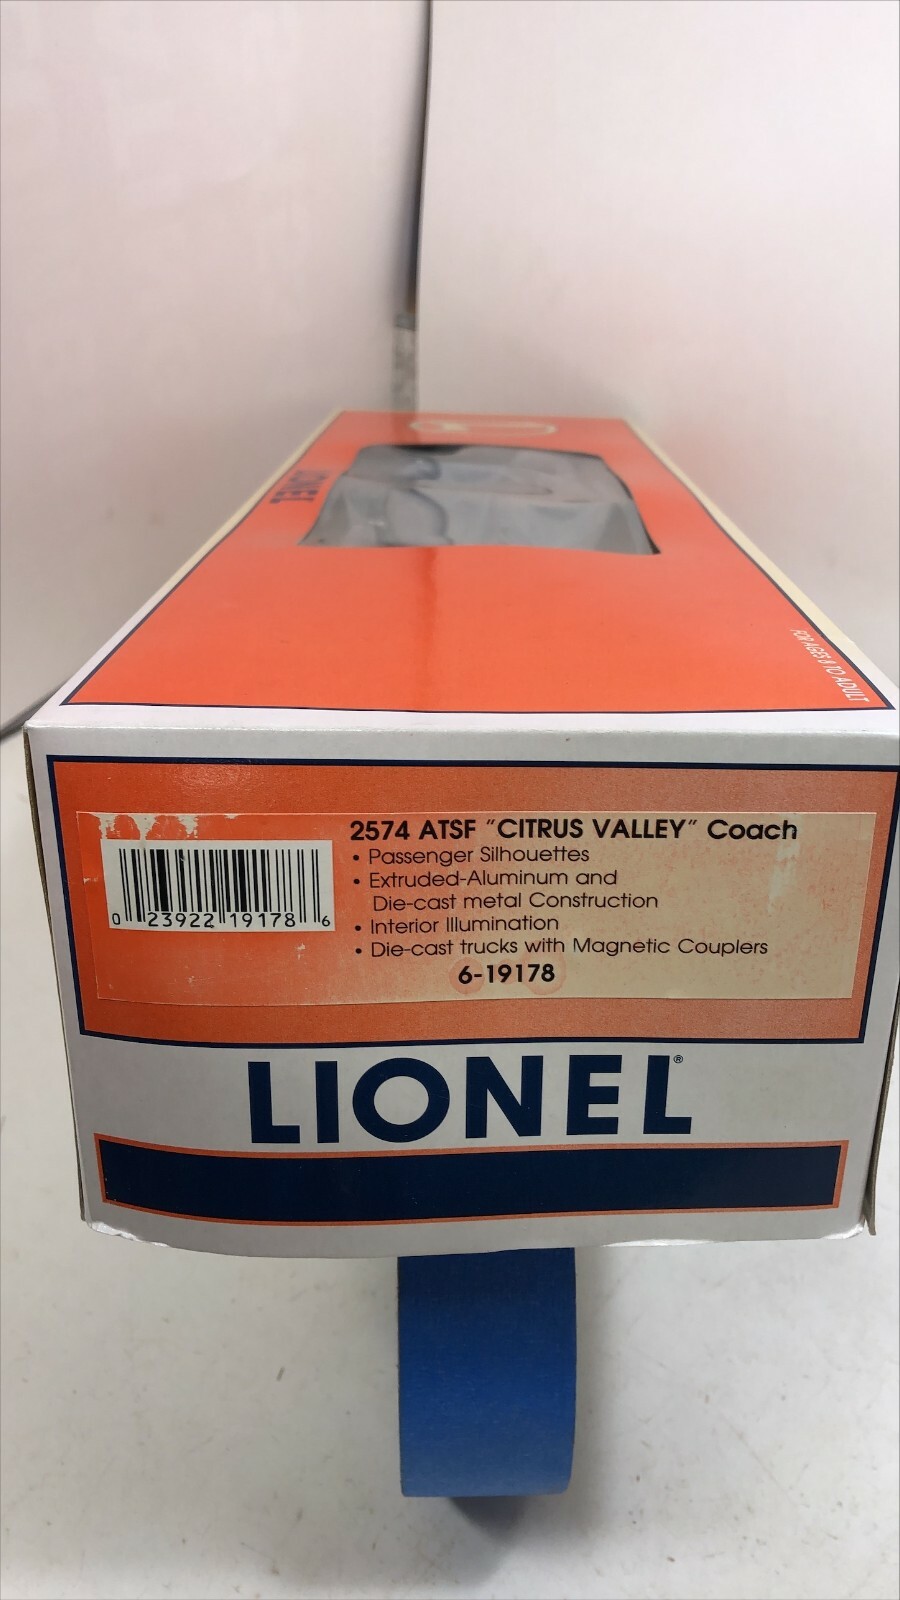 LIONEL
FOR AGES 8 TO ADULT
2574 ATSF "CITRUS VALLEY" Coach
• Passenger Silhouettes
• Extruded-Aluminum and
Die-cast metal Construction
• Interior Illumination
• Die-cast trucks with Magnetic Couplers
6-19178
0 23922 19178 6
LIONEL®